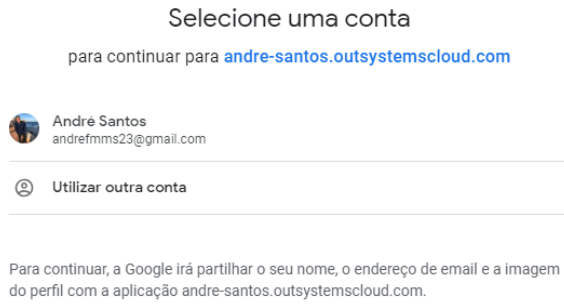 Selecione uma conta
para continuar para andre-santos.outsystemscloud.com
André Santos
andrefmms23@gmail.com
Utilizar outra conta
Para continuar, a Google irá partilhar o seu nome, o endereço de email e a imagem
do perfil com a aplicação andre-santos.outsystemscloud.com.